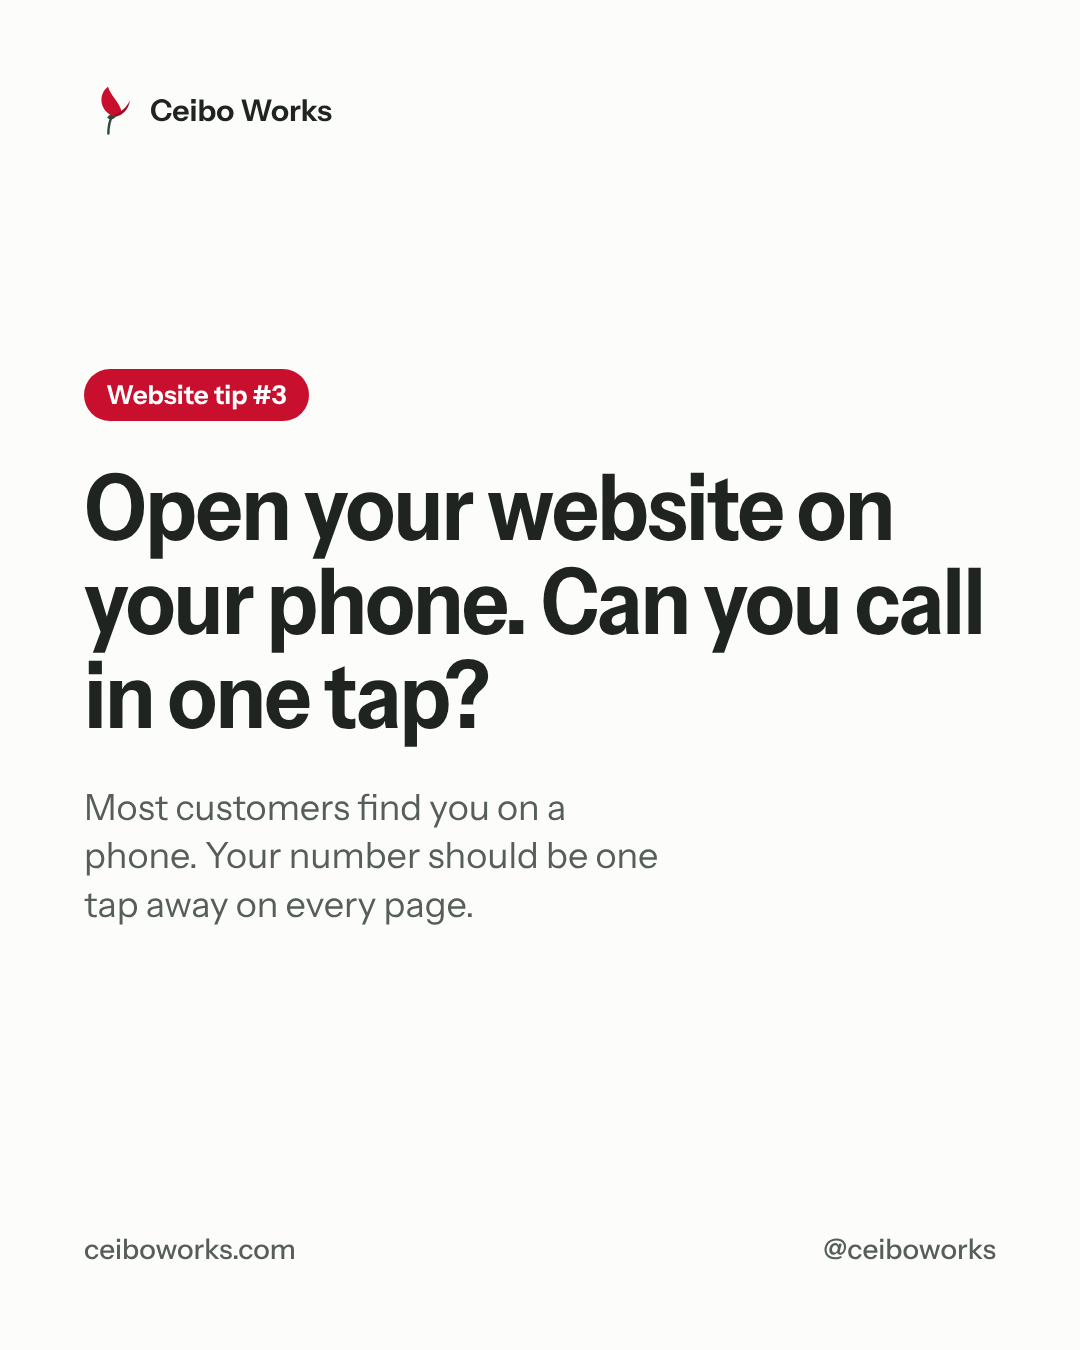 Ceibo Works
Website tip #3
Open your website on
your phone. Can you call
in one tap?
Most customers find you on a
phone. Your number should be one
tap away on every page.
ceiboworks.com
@ceiboworks